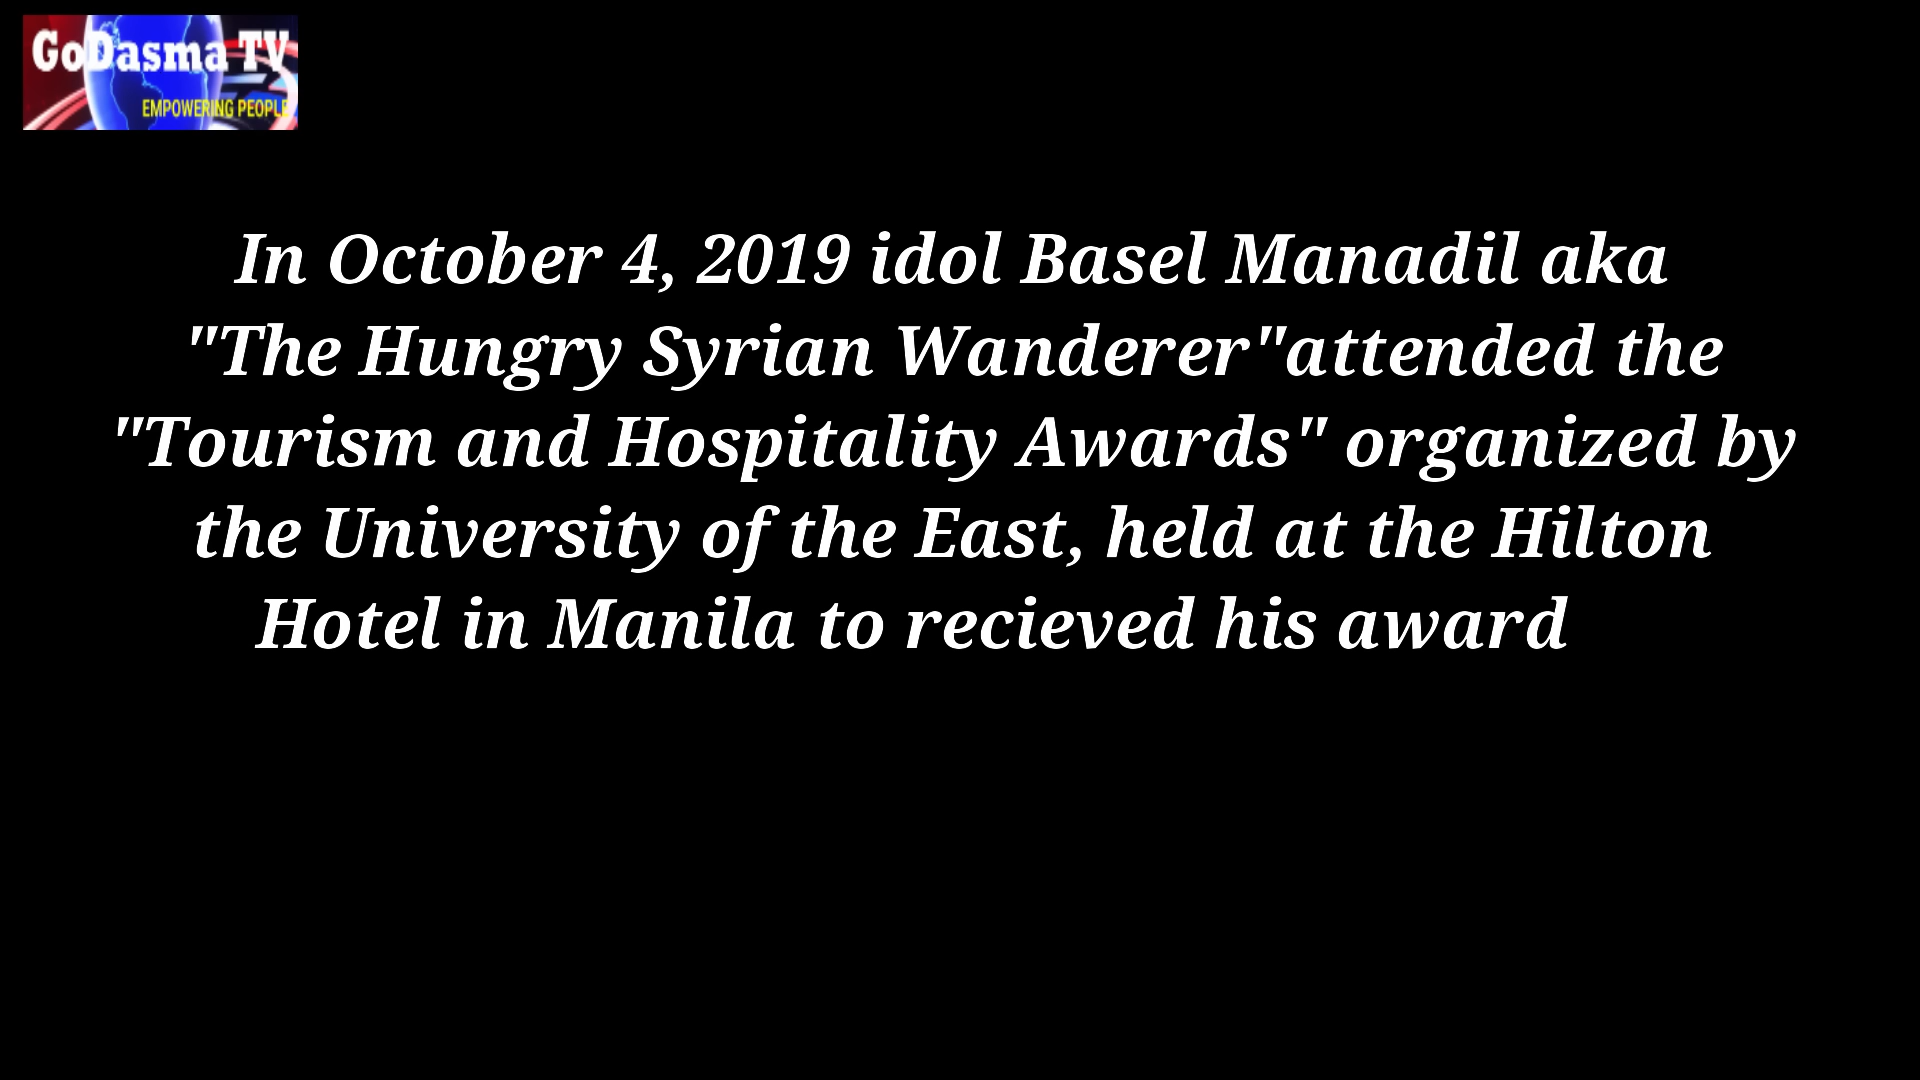 GoDasma TV
EMPOWERING PEOPLE
In October 4, 2019 idol Basel Manadil aka
"The Hungry Syrian Wanderer"attended the
"Tourism and Hospitality Awards" organized by
the University of the East, held at the Hilton
Hotel in Manila to recieved his award